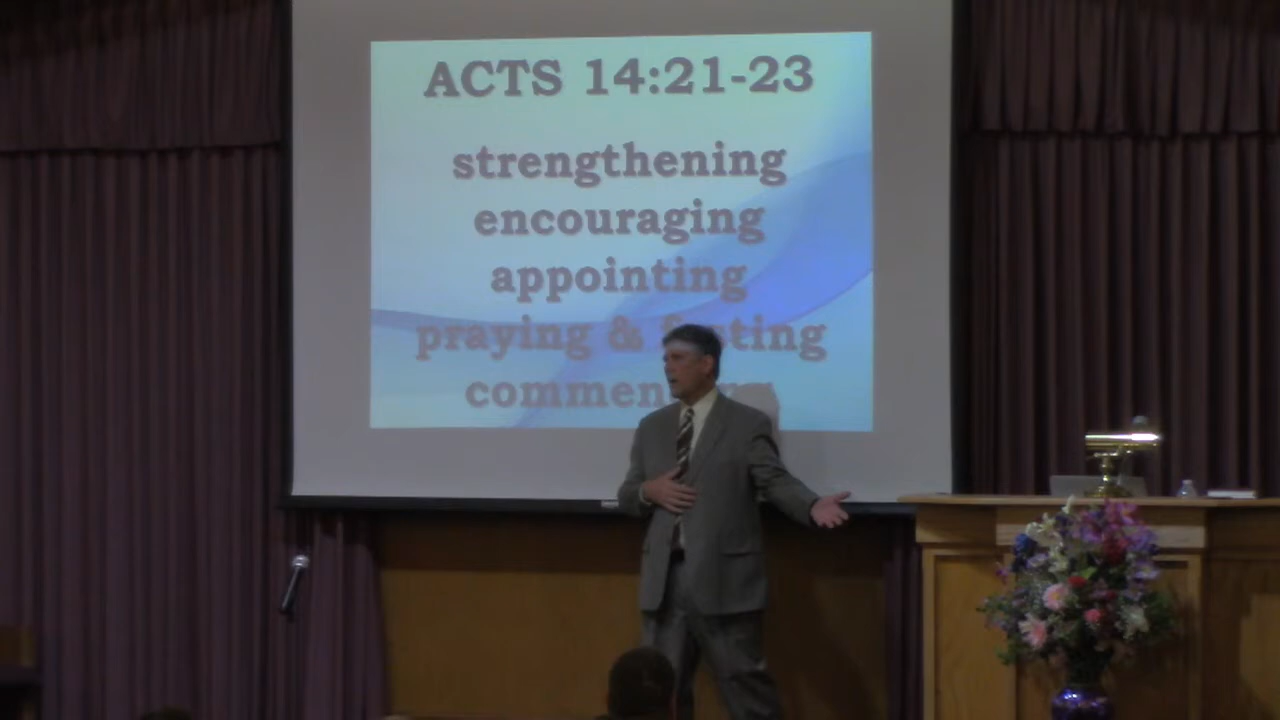 ACTS 14:21-23
strengthening
encouraging
appointing
praying &